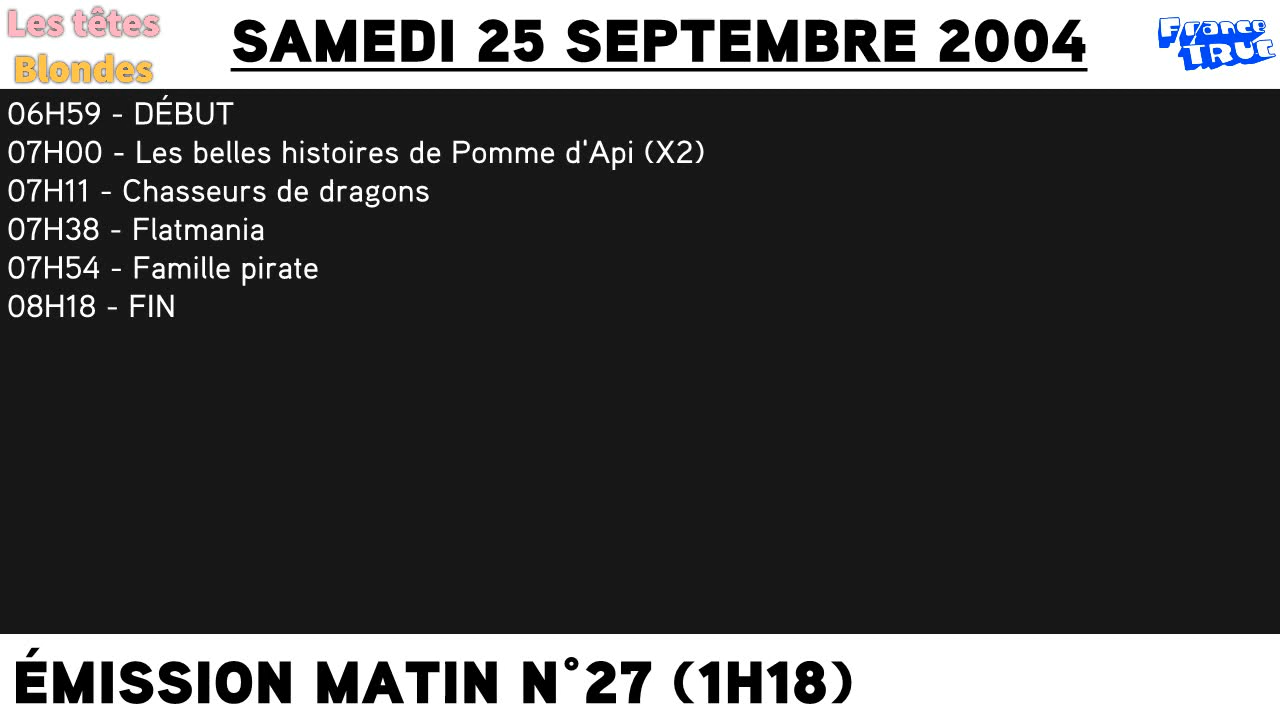 Les têtes
Blondes
SAMEDI 25 SEPTEMBRE 2004
France
TRUC
06H59 - DÉBUT
07H00 - Les belles histoires de Pomme d'Api (X2)
07H11 - Chasseurs de dragons
07H38 - Flatmania
07H54 - Famille pirate
08H18 - FIN
ÉMISSION MATIN N°27 (1H18)